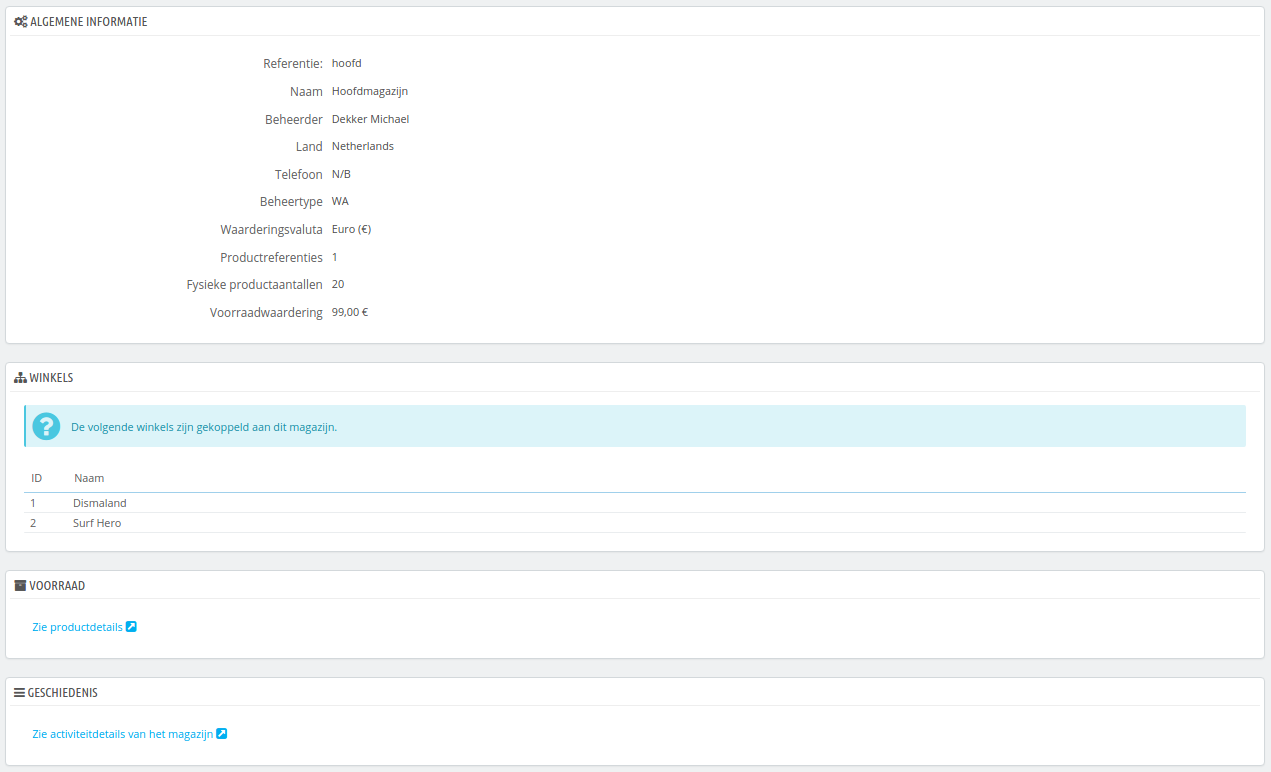 ALGEMENE INFORMATIE
Referentie: hoofd
Naam Hoofdmagazijn
Beheerder Dekker Michael
Land Netherlands
Telefoon N/B
Beheertype WA
Waarderingsvaluta Euro (€)
Productreferenties 1
Fysieke productaantallen 20
Voorraadwaardering 99,00 €
WINKELS
De volgende winkels zijn gekoppeld aan dit magazijn.
ID Naam
1 Dismaland
2 Surf Hero
VOORRAAD
Zie productdetails
GESCHIEDENIS
Zie activiteitdetails van het magazijn